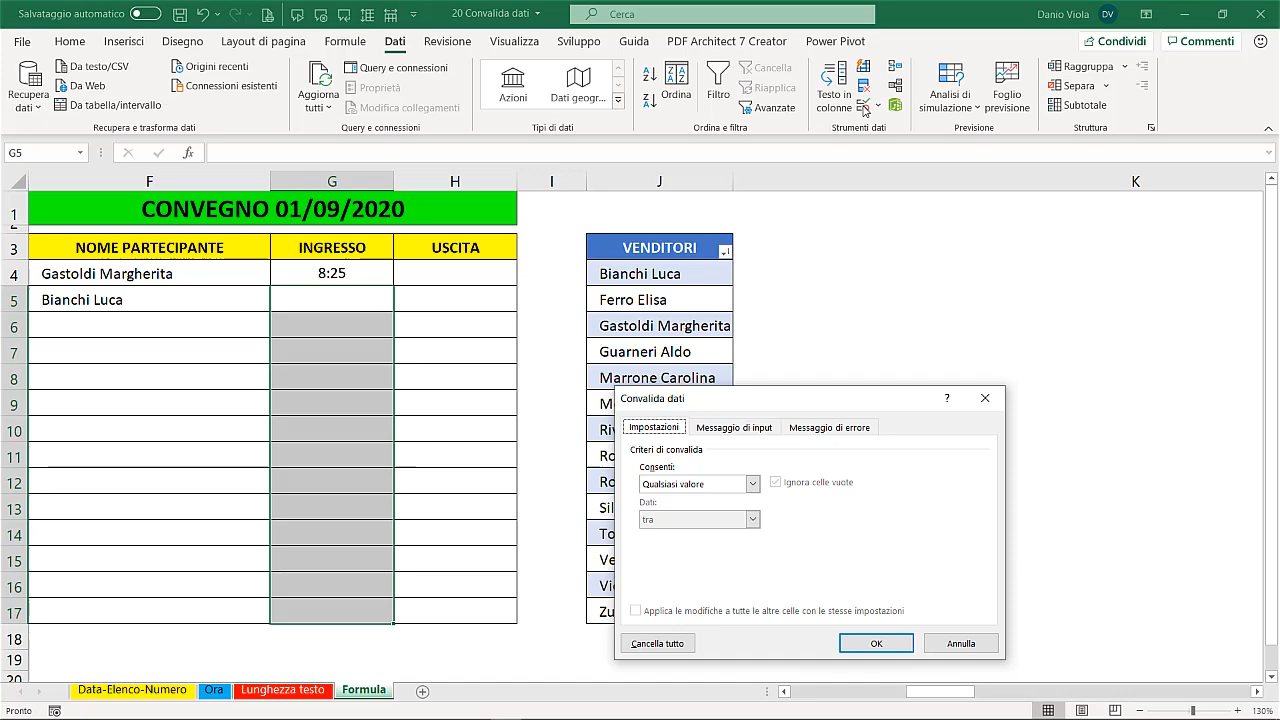 Salvataggio automatico
20 Convalida dati
Cerca
Danio Viola
DV
File
Home
Inserisci
Disegno
Layout di pagina
Formule
Dati
Revisione
Visualizza
Sviluppo
Guida
PDF Architect 7 Creator
Power Pivot
Condividi
Commenti
Recupera dati
Da testo/CSV
Da Web
Da tabella/intervallo
Origini recenti
Connessioni esistenti
Recupera e trasforma dati
Aggiorna tutti
Query e connessioni
Proprietà
Modifica collegamenti
Query e connessioni
Azioni
Dati geogr...
Tipi di dati
Ordina
Filtro
Cancella
Riapplica
Avanzate
Ordina e filtra
Testo in colonne
Strumenti dati
Analisi di simulazione
Foglio previsione
Previsione
Raggruppa
Separa
Subtotale
Struttura
G5
fx
F
G
H
I
J
K
1
CONVEGNO 01/09/2020
2
3
NOME PARTECIPANTE
INGRESSO
USCITA
VENDITORI
4
Gastoldi Margherita
8:25
Bianchi Luca
5
Bianchi Luca
Ferro Elisa
6
Gastoldi Margherita
7
Guarneri Aldo
8
Marrone Carolina
9
10
Riv
11
Ro
12
Ro
13
Sil
14
To
15
Ve
16
Vi
17
Zu
18
19
20
Convalida dati
?
Impostazioni
Messaggio di input
Messaggio di errore
Criteri di convalida
Consenti:
Qualsiasi valore
Ignora celle vuote
Dati:
tra
Applica le modifiche a tutte le altre celle con le stesse impostazioni
Cancella tutto
OK
Annulla
Data-Elenco-Numero
Ora
Lunghezza testo
Formula
Pronto
130%